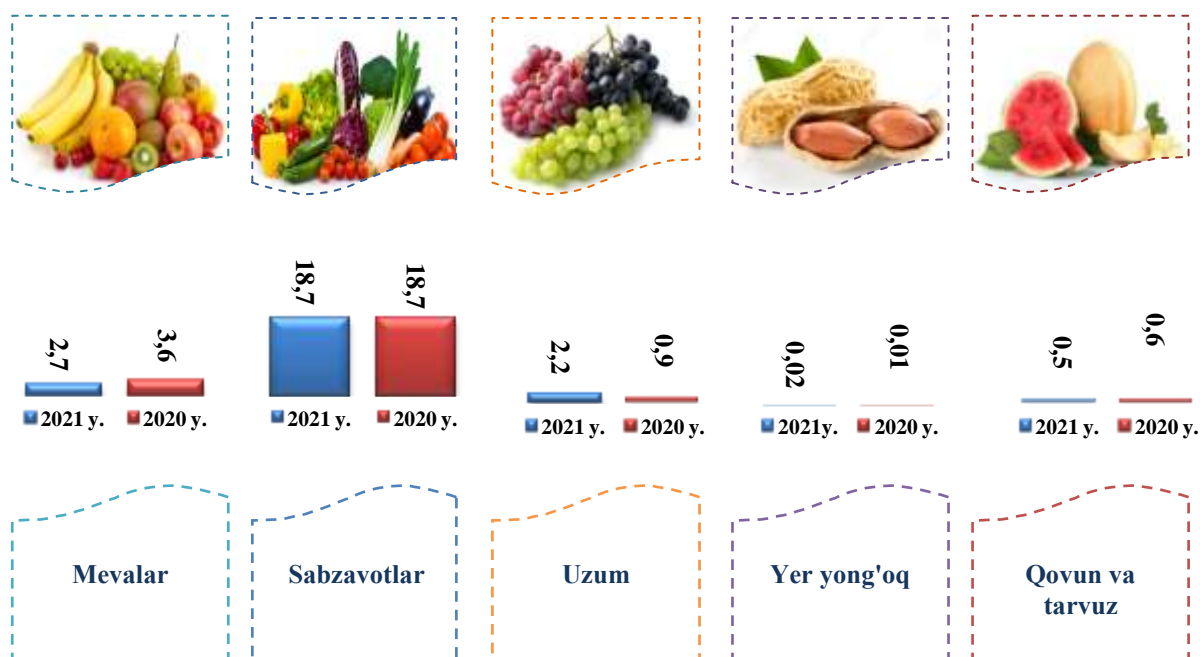 2,7
3,6
2021 y.
2020 y.
18,7
18,7
2021 y.
2020 y.
2,2
0,9
2021 y.
2020 y.
0,02
0,01
2021y.
2020 y.
0,5
0,6
2021 y.
2020 y.
Mevalar
Sabzavotlar
Uzum
Yer yong'oq
Qovun va
tarvuz